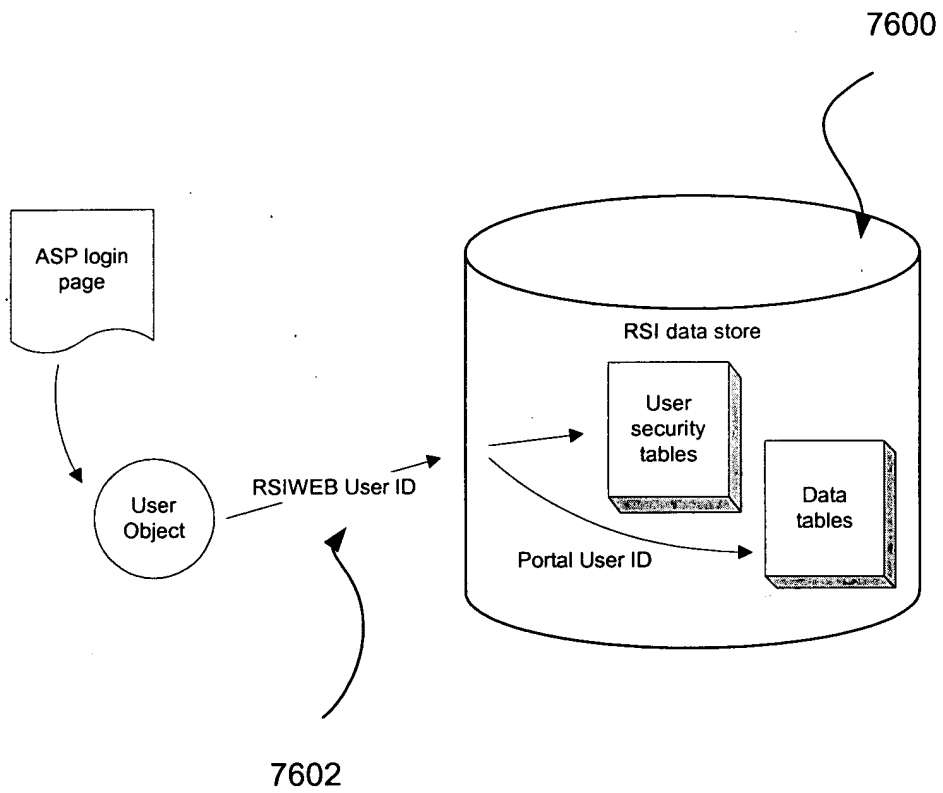 7600
ASP login
page
RSI data store
User
security
tables
RSIWEB User ID
User
Object
Data
tables
Portal User ID
7602